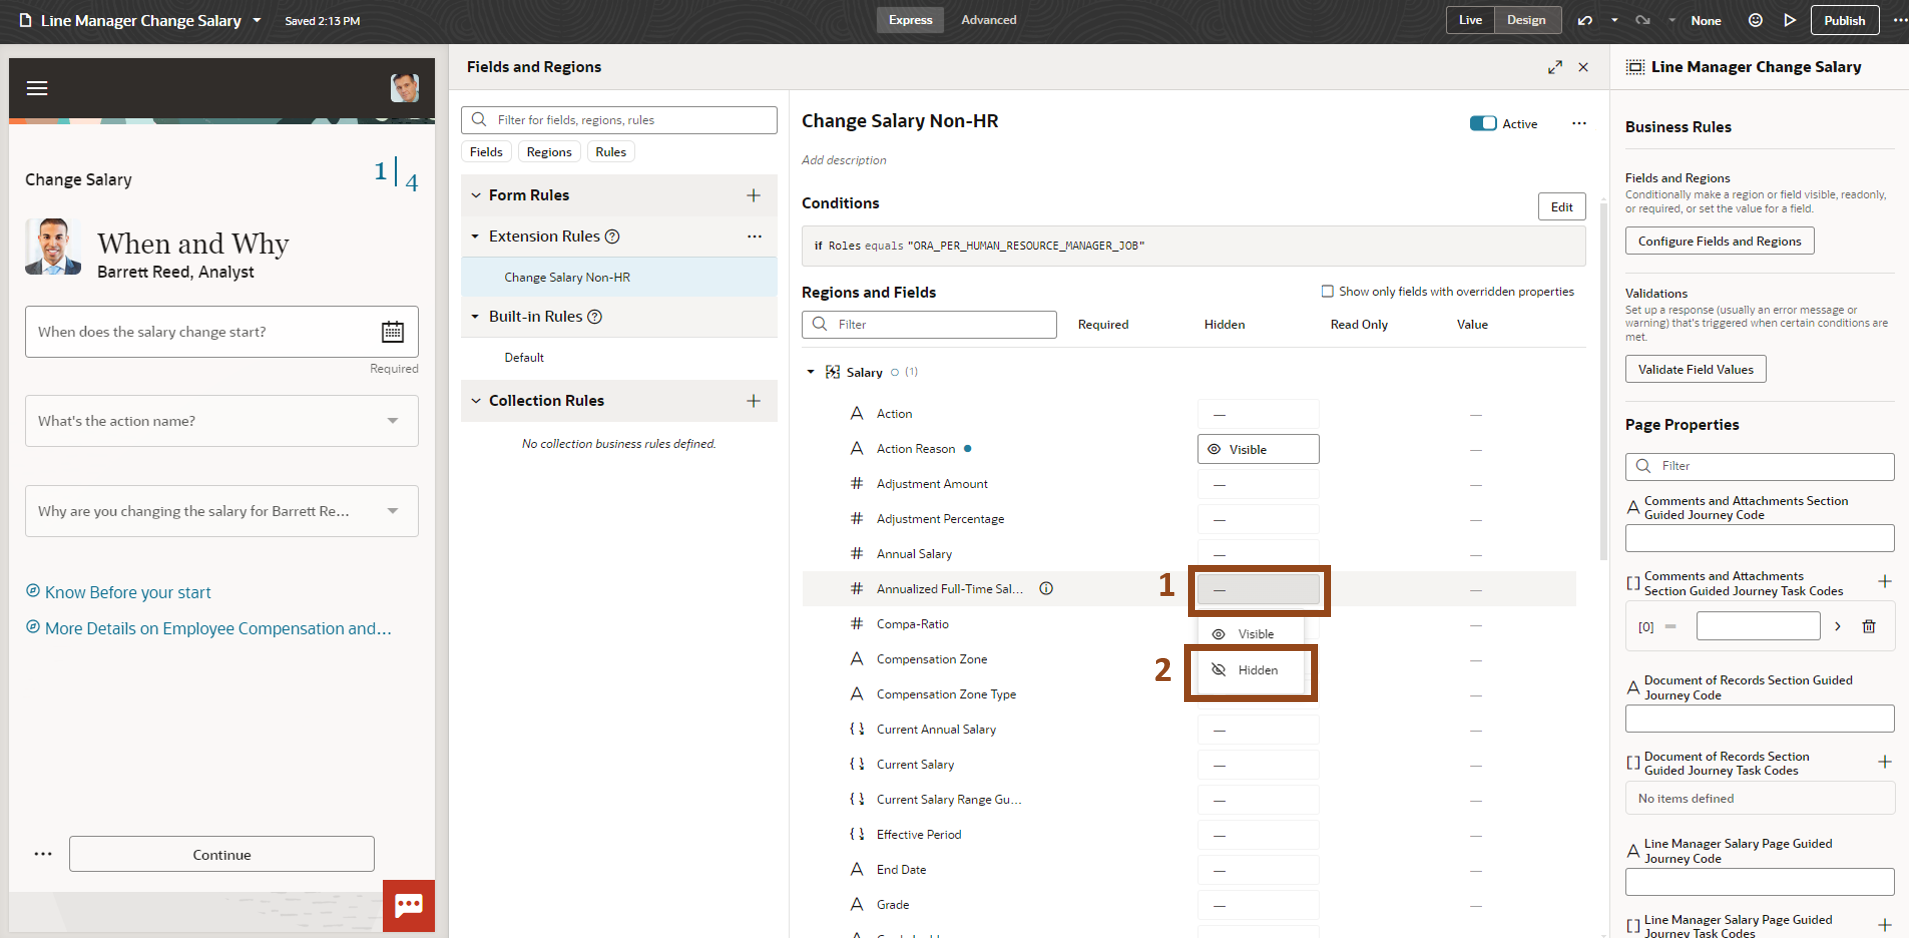 Line Manager Change Salary
Saved 2:13 PM
Express
Advanced
Live
Design
None
Publish
Change Salary
1|4
When and Why
Barrett Reed, Analyst
When does the salary change start?
Required
What's the action name?
Why are you changing the salary for Barrett Re...
Know Before your start
More Details on Employee Compensation and...
Continue
Fields and Regions
Filter for fields, regions, rules
Fields
Regions
Rules
Form Rules
Extension Rules
Change Salary Non-HR
Built-in Rules
Default
Collection Rules
No collection business rules defined.
Change Salary Non-HR
Active
Add description
Conditions
Edit
if Roles equals "ORA_PER_HUMAN_RESOURCE_MANAGER_JOB"
Regions and Fields
Show only fields with overridden properties
Filter
Required
Hidden
Read Only
Value
Salary (1)
Action — —
Action Reason Visible —
Adjustment Amount — —
Adjustment Percentage — —
Annual Salary — —
Annualized Full-Time Sal... — —
1
Compa-Ratio —
Visible
Compensation Zone —
2
Hidden
Compensation Zone Type —
Current Annual Salary — —
Current Salary — —
Current Salary Range Gu... — —
Effective Period — —
End Date — —
Grade — —
Line Manager Change Salary
Business Rules
Fields and Regions
Conditionally make a region or field visible, readonly,
or required, or set the value for a field.
Configure Fields and Regions
Validations
Set up a response (usually an error message or
warning) that's triggered when certain conditions are
met.
Validate Field Values
Page Properties
Filter
Comments and Attachments Section
Guided Journey Code
Comments and Attachments
Section Guided Journey Task Codes
[0]
Document of Records Section Guided
Journey Code
Document of Records Section
Guided Journey Task Codes
No items defined
Line Manager Salary Page Guided
Journey Code
Line Manager Salary Page Guided
Journey Task Codes